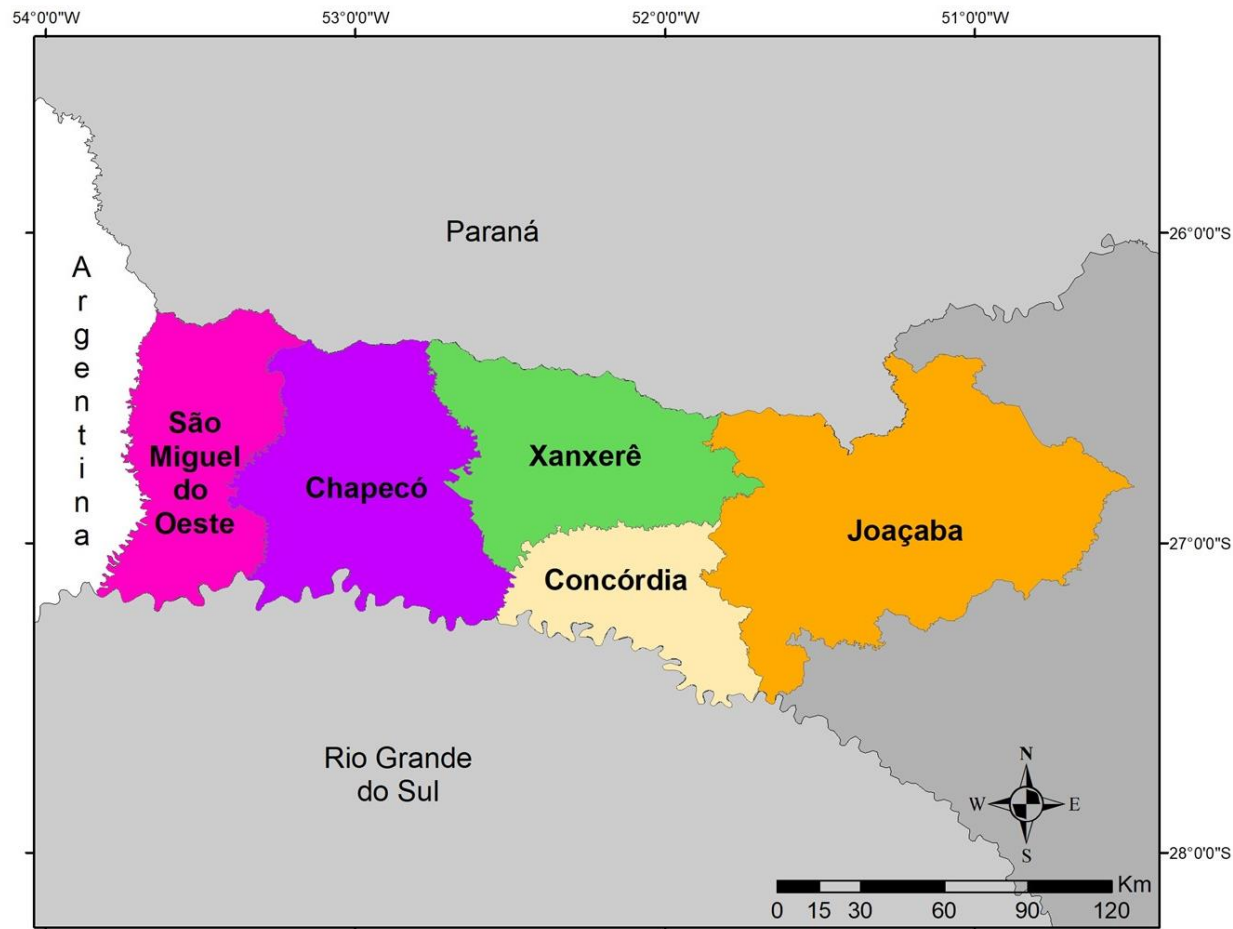 54°0'0"W 53°0'0"W 52°0'0"W 51°0'0"W
Paraná
26°0'0"S
Argentina
São
Miguel
do
Oeste
Chapecó
Xanxerê
Joaçaba
27°0'0"S
Concórdia
Rio Grande
do Sul
N
W E
S
28°0'0"S
Km
0 15 30 60 90 120